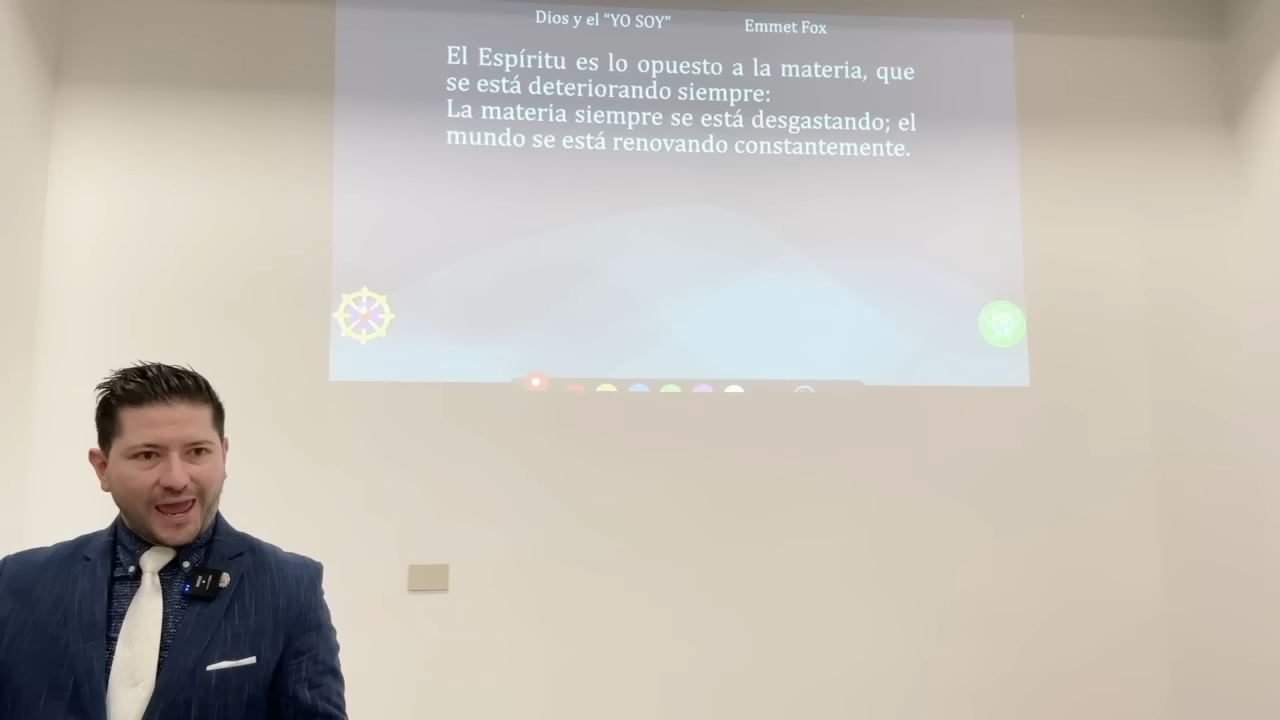 Dios y el “YO SOY” Emmet Fox
El Espíritu es lo opuesto a la materia, que
se está deteriorando siempre:
La materia siempre se está desgastando; el
mundo se está renovando constantemente.